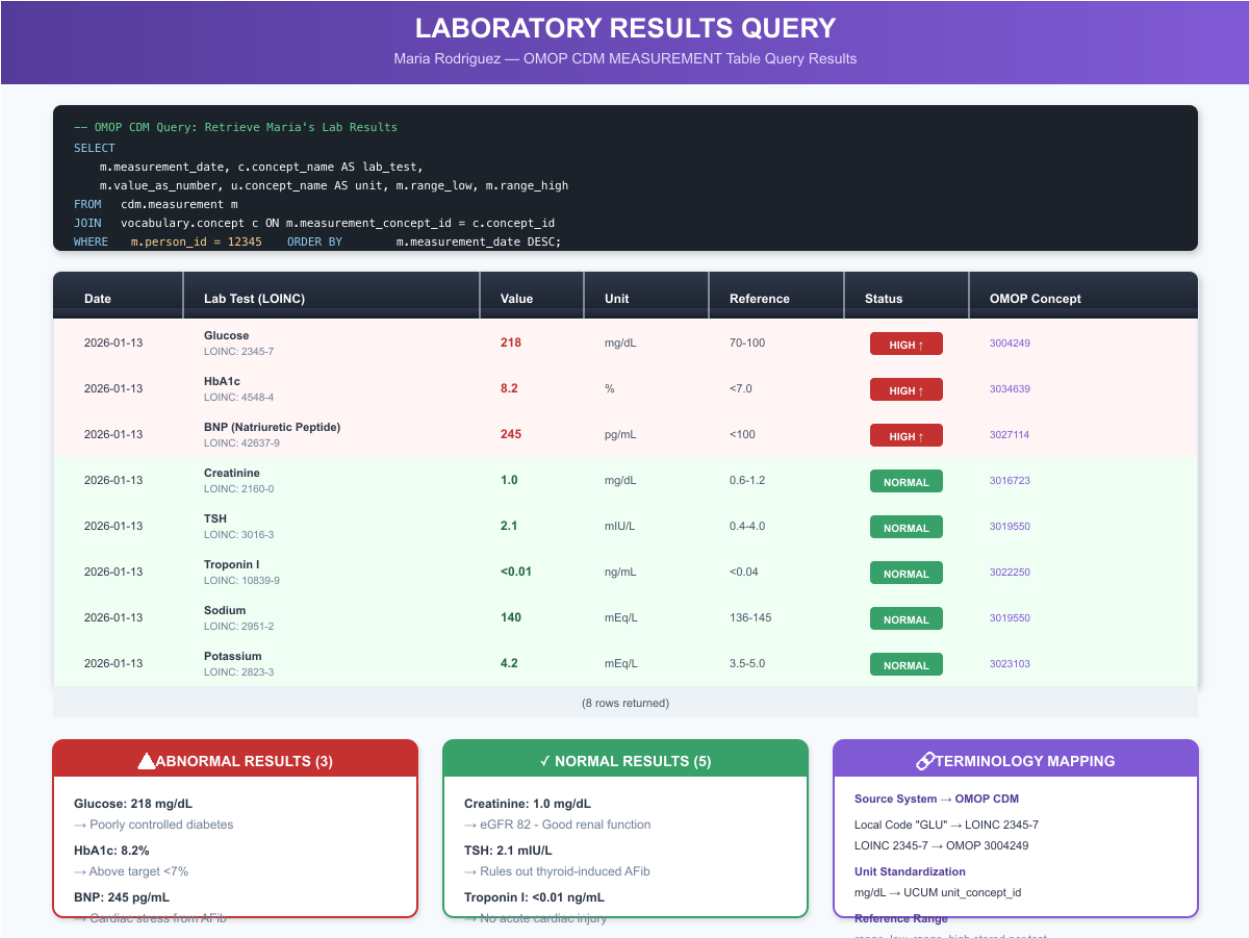 LABORATORY RESULTS QUERY
Maria Rodriguez — OMOP CDM MEASUREMENT Table Query Results
-- OMOP CDM Query: Retrieve Maria's Lab Results
SELECT
m.measurement_date, c.concept_name AS lab_test,
m.value_as_number, u.concept_name AS unit, m.range_low, m.range_high
FROM cdm.measurement m
JOIN vocabulary.concept c ON m.measurement_concept_id = c.concept_id
WHERE m.person_id = 12345 ORDER BY m.measurement_date DESC;
Date Lab Test (LOINC) Value Unit Reference Status OMOP Concept
2026-01-13 Glucose 218 mg/dL 70-100 HIGH ↑ 3004249
LOINC: 2345-7
2026-01-13 HbA1c 8.2 % <7.0 HIGH ↑ 3034639
LOINC: 4548-4
2026-01-13 BNP (Natriuretic Peptide) 245 pg/mL <100 HIGH ↑ 3027114
LOINC: 42637-9
2026-01-13 Creatinine 1.0 mg/dL 0.6-1.2 NORMAL 3016723
LOINC: 2160-0
2026-01-13 TSH 2.1 mIU/L 0.4-4.0 NORMAL 3019550
LOINC: 3016-3
2026-01-13 Troponin I <0.01 ng/mL <0.04 NORMAL 3022250
LOINC: 10839-9
2026-01-13 Sodium 140 mEq/L 136-145 NORMAL 3019550
LOINC: 2951-2
2026-01-13 Potassium 4.2 mEq/L 3.5-5.0 NORMAL 3023103
LOINC: 2823-3
(8 rows returned)
ABNORMAL RESULTS (3)
Glucose: 218 mg/dL
→ Poorly controlled diabetes
HbA1c: 8.2%
→ Above target <7%
BNP: 245 pg/mL
→ Cardiac stress from AFib
✓ NORMAL RESULTS (5)
Creatinine: 1.0 mg/dL
→ eGFR 82 - Good renal function
TSH: 2.1 mIU/L
→ Rules out thyroid-induced AFib
Troponin I: <0.01 ng/mL
→ No acute cardiac injury
TERMINOLOGY MAPPING
Source System → OMOP CDM
Local Code "GLU" → LOINC 2345-7
LOINC 2345-7 → OMOP 3004249
Unit Standardization
mg/dL → UCUM unit_concept_id
Reference Range